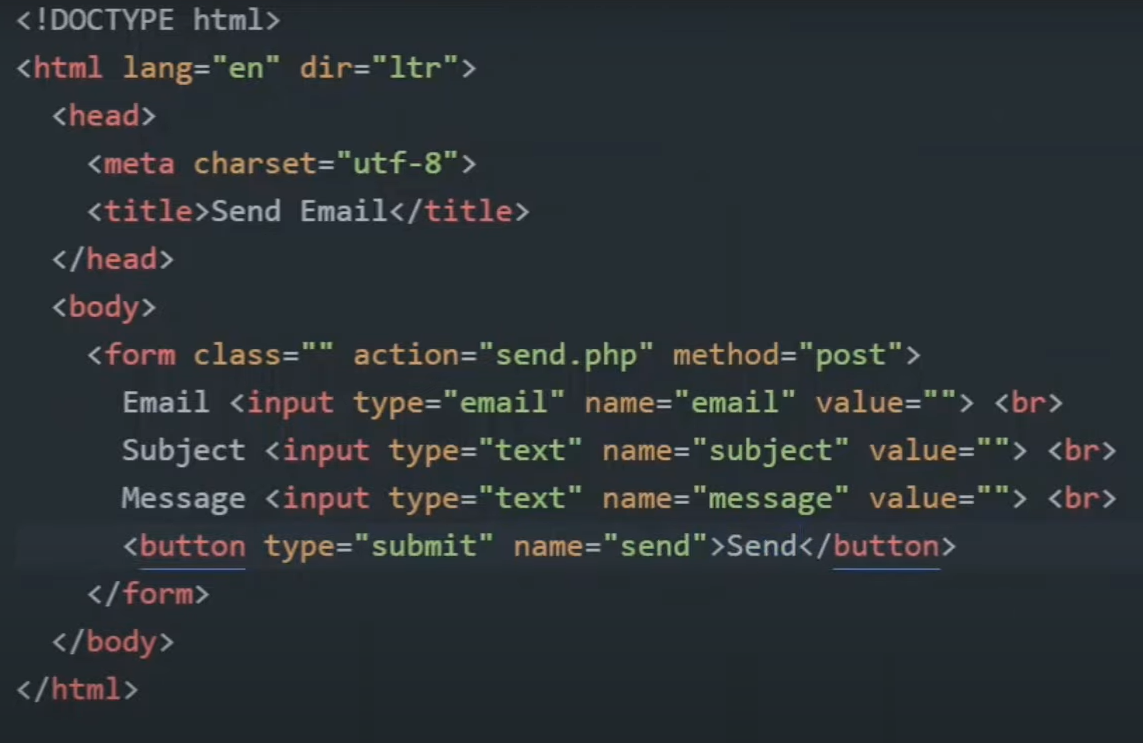 <!DOCTYPE html>
<html lang="en" dir="ltr">
  <head>
    <meta charset="utf-8">
    <title>Send Email</title>
  </head>
  <body>
    <form class="" action="send.php" method="post">
      Email <input type="email" name="email" value=""> <br>
      Subject <input type="text" name="subject" value=""> <br>
      Message <input type="text" name="message" value=""> <br>
      <button type="submit" name="send">Send</button>
    </form>
  </body>
</html>